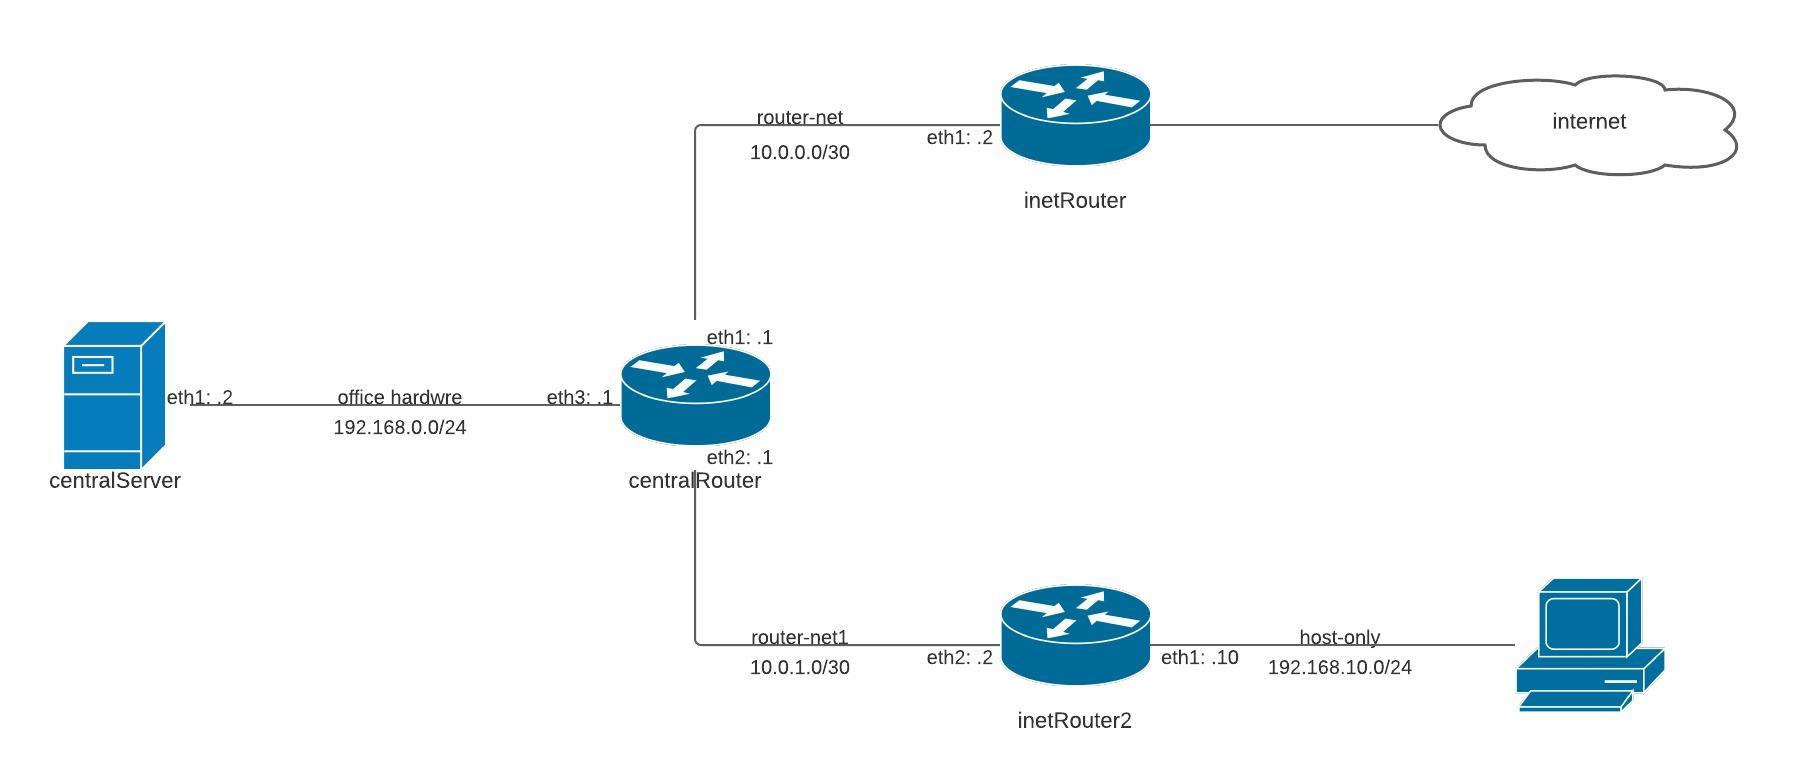 router-net
10.0.0.0/30
eth1: .2
internet
inetRouter
eth1: .1
eth1: .2
office hardwre
192.168.0.0/24
eth3: .1
eth2: .1
centralServer
centralRouter
router-net1
10.0.1.0/30
eth2: .2
eth1: .10
host-only
192.168.10.0/24
inetRouter2